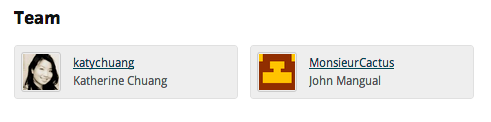 Team
katychuang
Katherine Chuang
MonsieurCactus
John Mangual